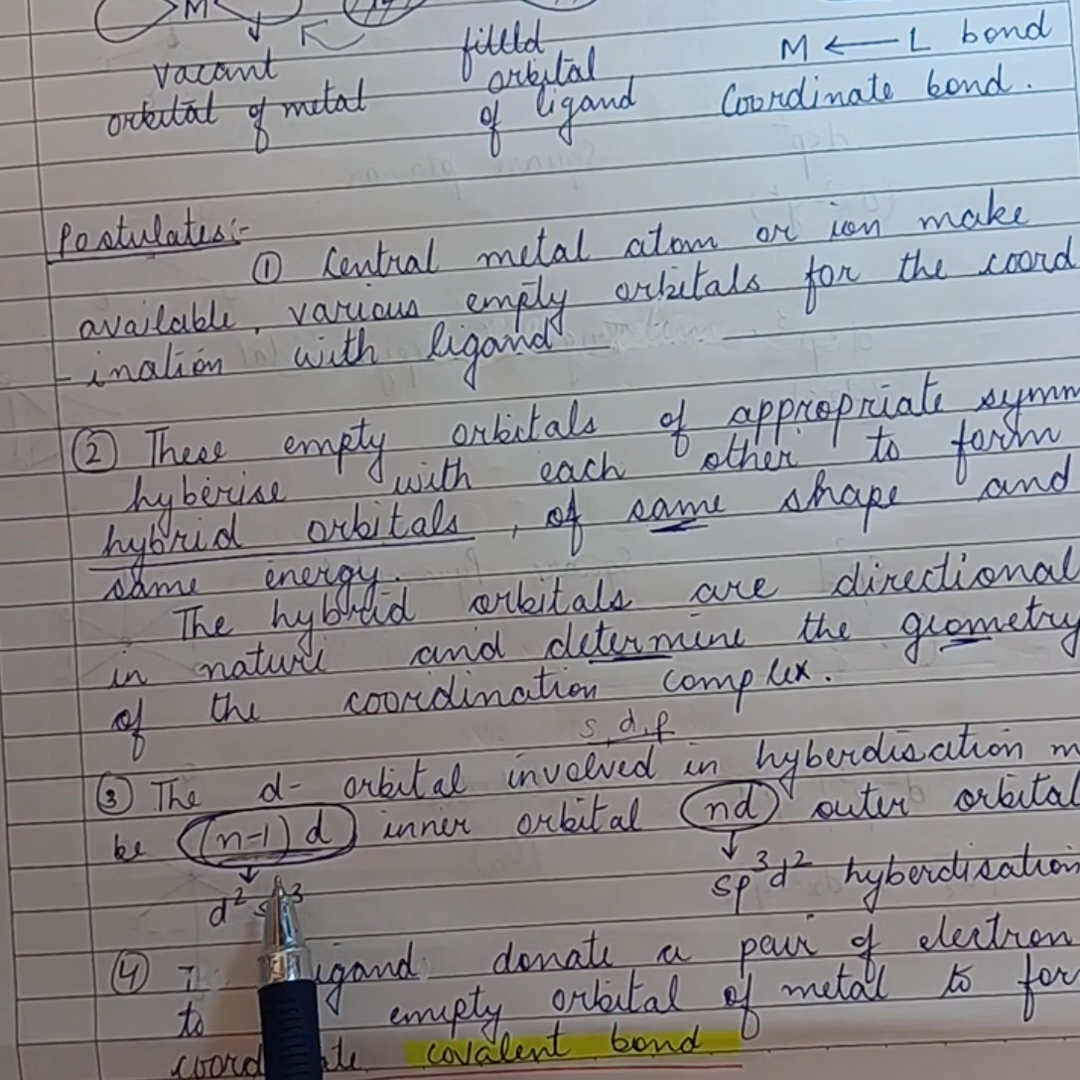 M
vacant
orbital of metal
filled
orbital
of ligand
M ← L bond
Coordinate bond.
Postulates:-
① Central metal atom or ion make
available, various empty orbitals for the coord
-ination with ligand
② These empty orbitals of appropriate symm
hyberise with each other to form
hybrid orbitals, of same shape and
same energy.
The hybrid orbitals are directional
in nature and determine the geometry
of the coordination complex.
s, d, p
③ The d- orbital involved in hyberdisation m
be (n-1) d inner orbital nd outer orbital
↓ ↓
d² s ³ sp³d² hyberdisation
④ igand donate a pair of electron
to empty orbital of metal to for
coord ate covalent bond